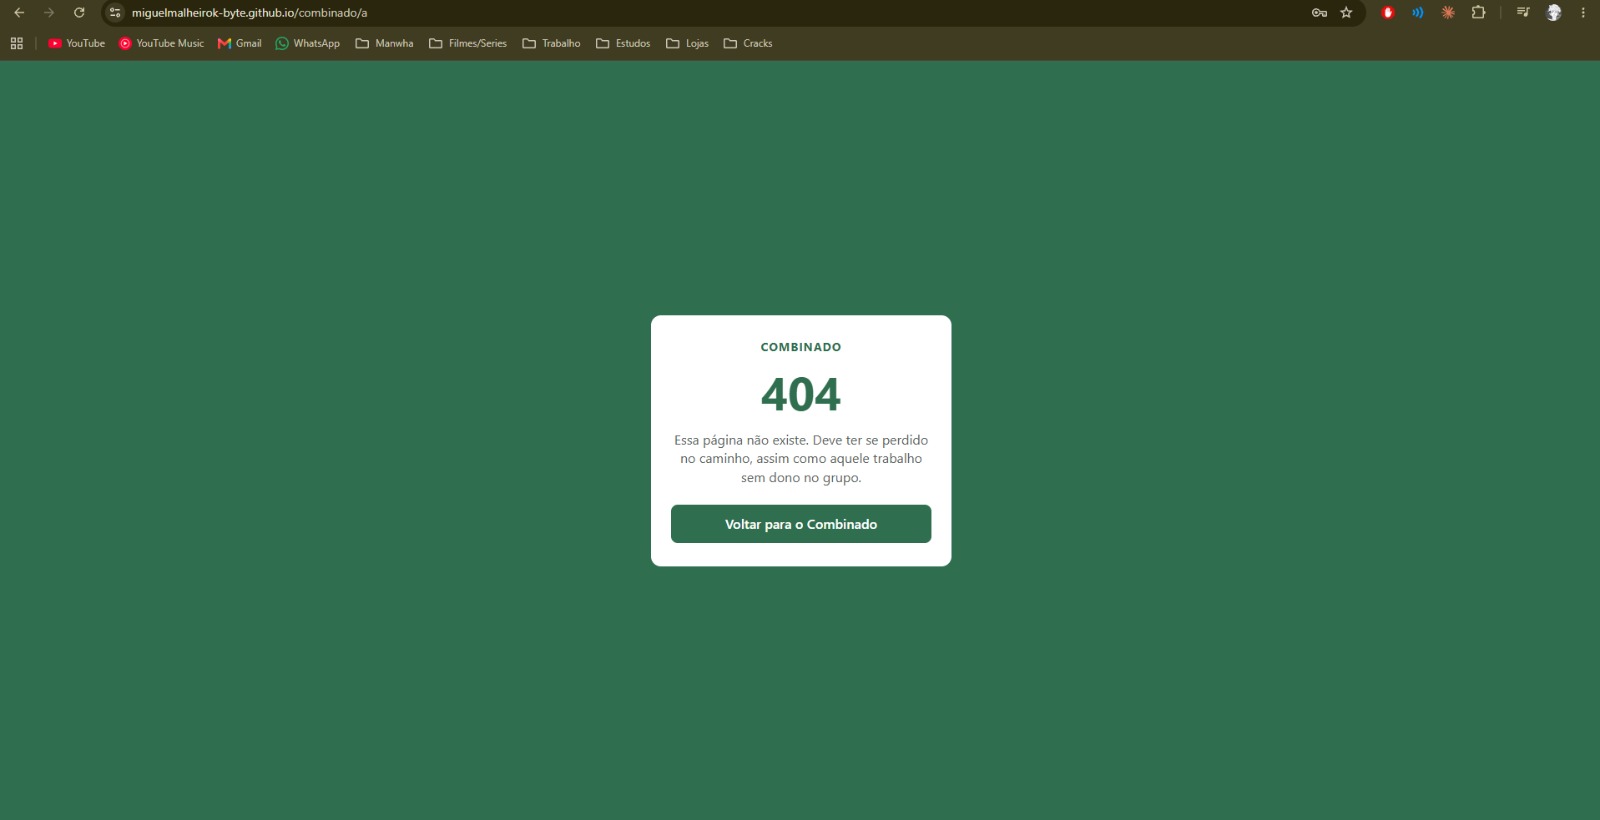 miguelmalheirok-byte.github.io/combinado/a
YouTube YouTube Music Gmail WhatsApp Manwha Filmes/Series Trabalho Estudos Lojas Cracks
COMBINADO
404
Essa página não existe. Deve ter se perdido
no caminho, assim como aquele trabalho
sem dono no grupo.
Voltar para o Combinado